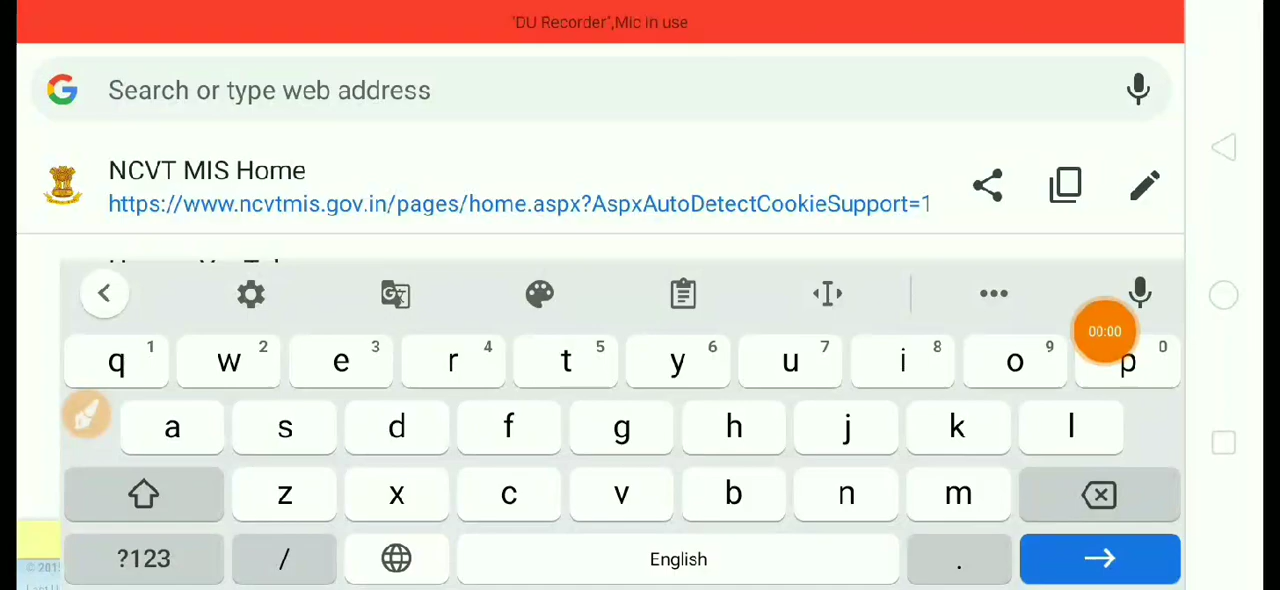 'DU Recorder',Mic in use
Search or type web address
NCVT MIS Home
https://www.ncvtmis.gov.in/pages/home.aspx?AspxAutoDetectCookieSupport=1
00:00
q 1 w 2 e 3 r 4 t 5 y 6 u 7 i 8 o 9 p 0
a s d f g h j k l
z x c v b n m
?123 / English .
© 201